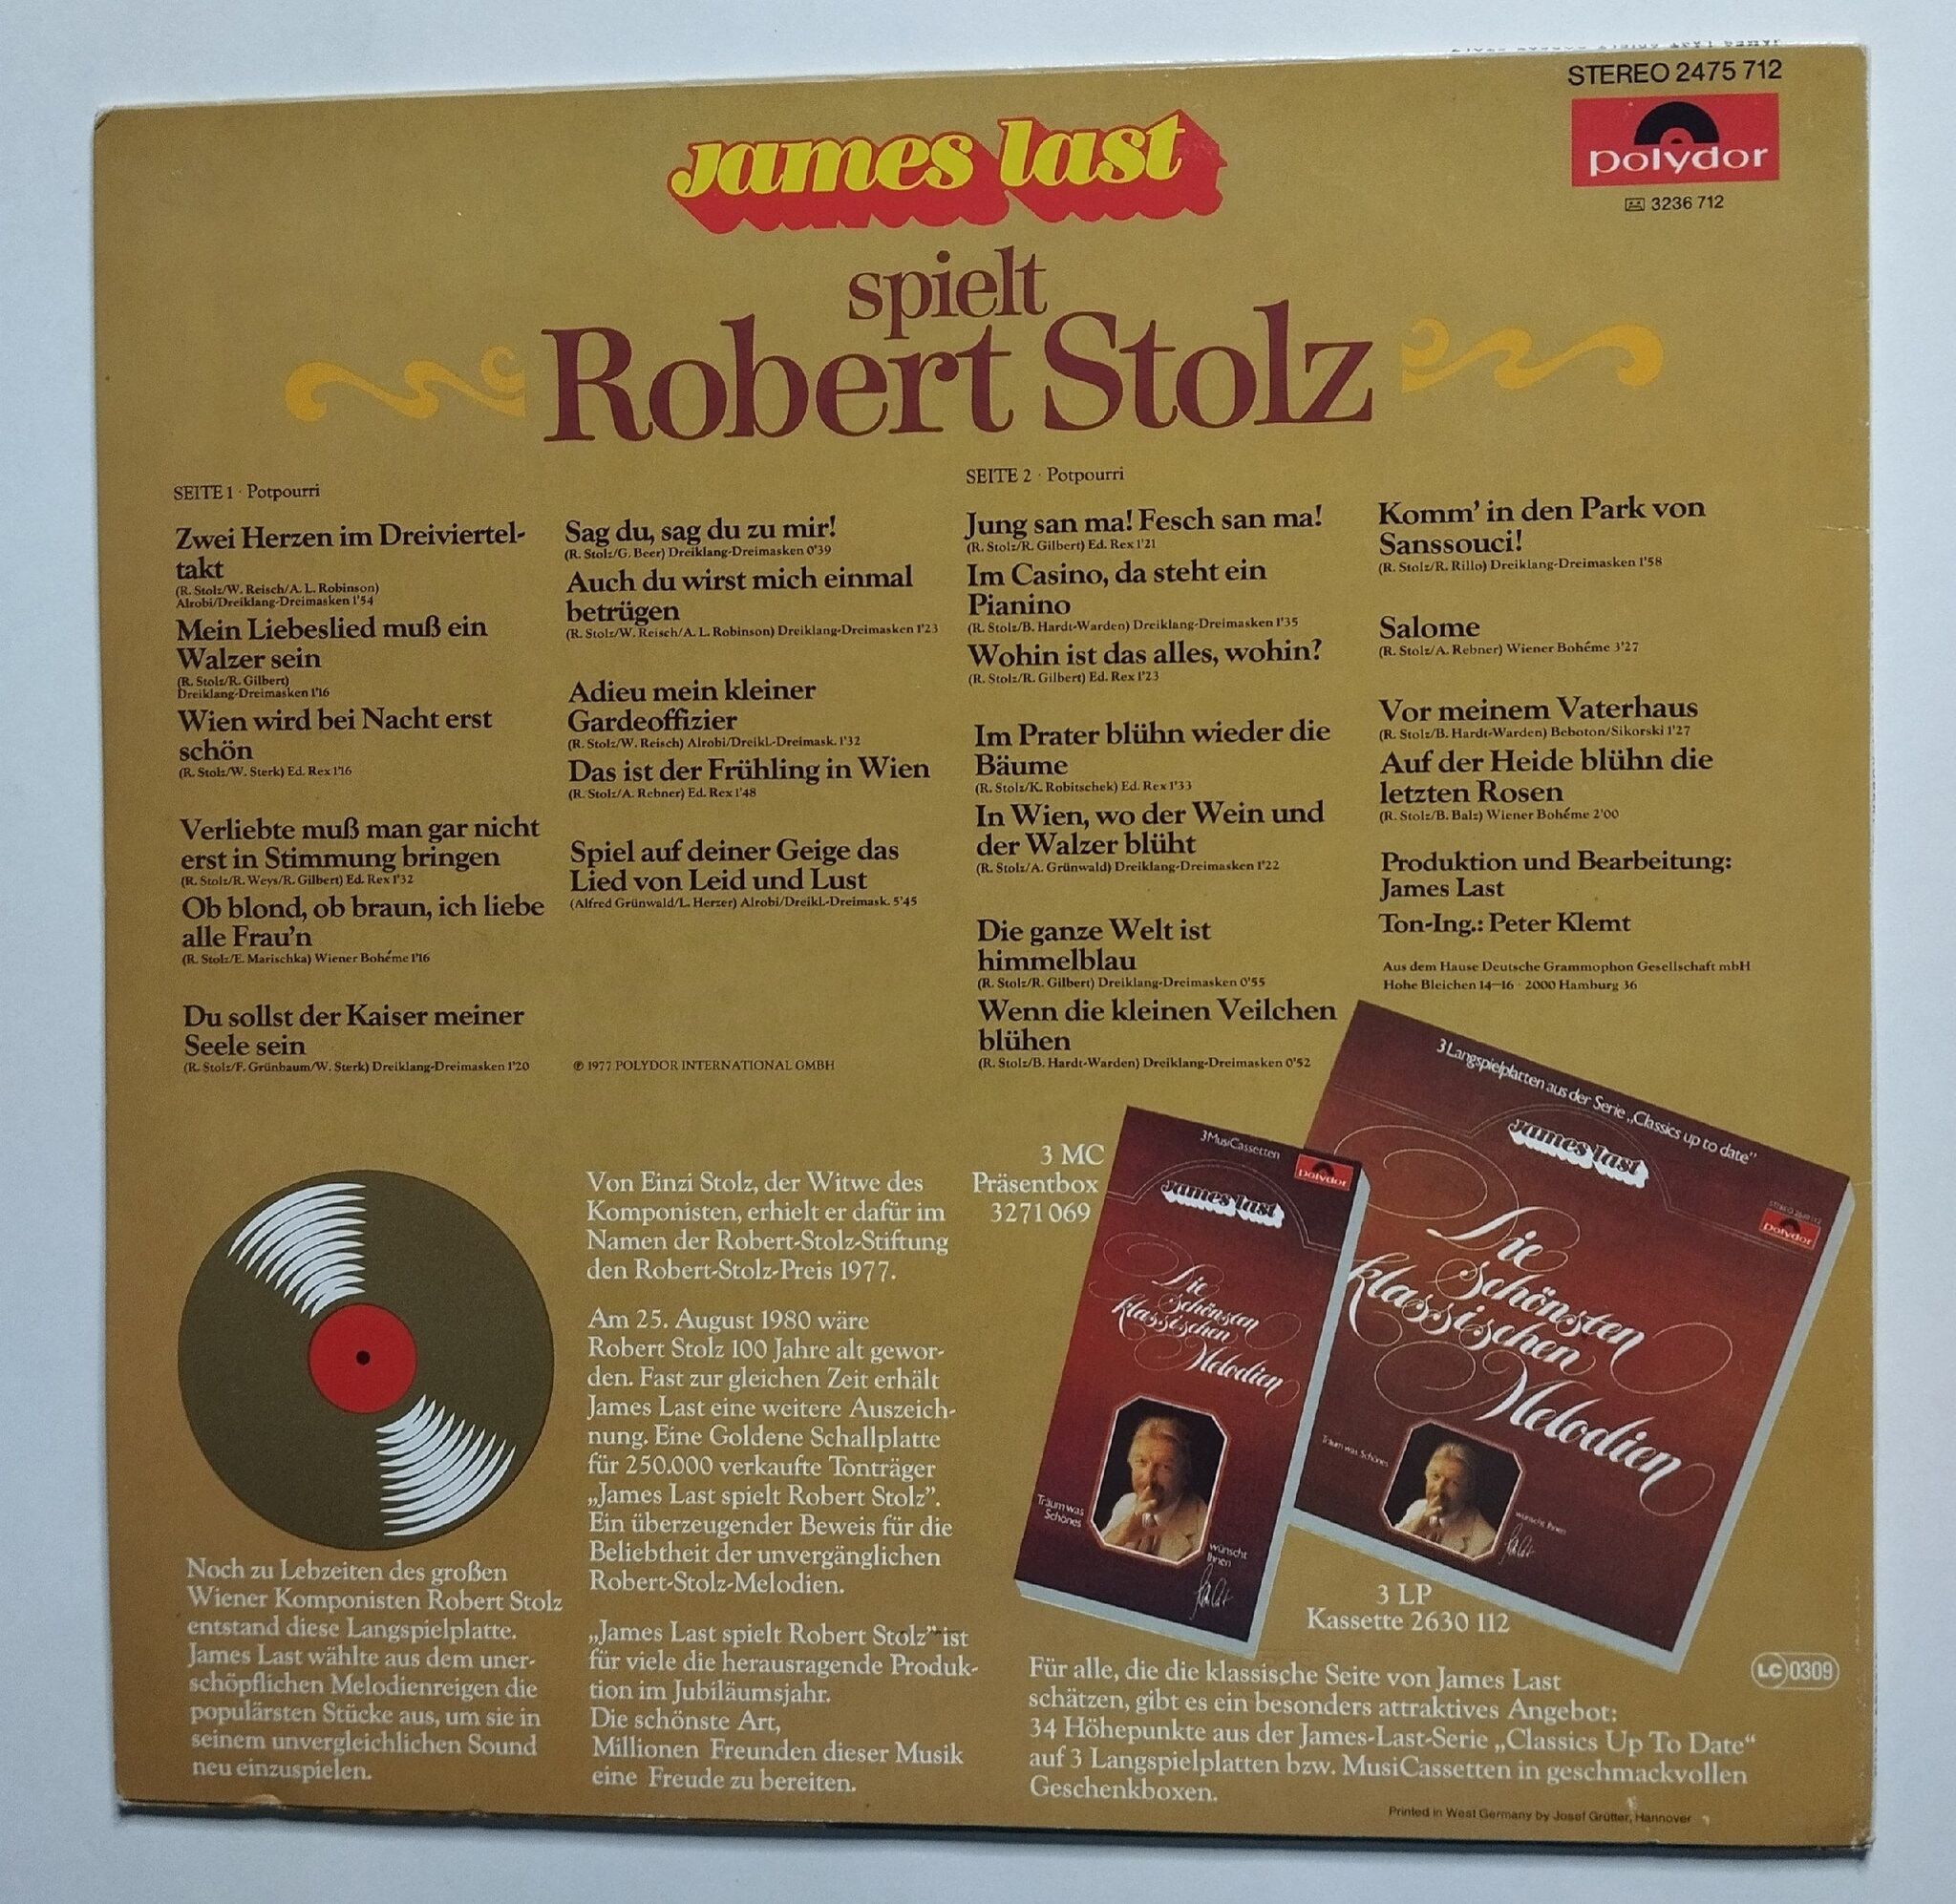 STEREO 2475 712
polydor
3236 712
james last
spielt
Robert Stolz
SEITE 1 · Potpourri
Zwei Herzen im Dreiviertel-
takt
(R. Stolz/W. Reisch/A. L. Robinson)
Alrobi/Dreiklang-Dreimasken 1'54
Mein Liebeslied muß ein
Walzer sein
(R. Stolz/R. Gilbert)
Dreiklang-Dreimasken 1'16
Wien wird bei Nacht erst
schön
(R. Stolz/W. Sterk) Ed. Rex 1'16
Verliebte muß man gar nicht
erst in Stimmung bringen
(R. Stolz/R. Weys/R. Gilbert) Ed. Rex 1'32
Ob blond, ob braun, ich liebe
alle Frau'n
(R. Stolz/E. Marischka) Wiener Bohéme 1'16
Du sollst der Kaiser meiner
Seele sein
(R. Stolz/F. Grünbaum/W. Sterk) Dreiklang-Dreimasken 1'20
Sag du, sag du zu mir!
(R. Stolz/G. Beer) Dreiklang-Dreimasken 0'39
Auch du wirst mich einmal
betrügen
(R. Stolz/W. Reisch/A. L. Robinson) Dreiklang-Dreimasken 1'23
Adieu mein kleiner
Gardeoffizier
(R. Stolz/W. Reisch) Alrobi/Dreikl.-Dreimask. 1'32
Das ist der Frühling in Wien
(R. Stolz/A. Rebner) Ed. Rex 1'48
Spiel auf deiner Geige das
Lied von Leid und Lust
(Alfred Grünwald/L. Herzer) Alrobi/Dreikl.-Dreimask. 5'45
℗ 1977 POLYDOR INTERNATIONAL GMBH
SEITE 2 · Potpourri
Jung san ma! Fesch san ma!
(R. Stolz/R. Gilbert) Ed. Rex 1'21
Im Casino, da steht ein
Pianino
(R. Stolz/B. Hardt-Warden) Dreiklang-Dreimasken 1'35
Wohin ist das alles, wohin?
(R. Stolz/R. Gilbert) Ed. Rex 1'23
Im Prater blühn wieder die
Bäume
(R. Stolz/K. Robitschek) Ed. Rex 1'33
In Wien, wo der Wein und
der Walzer blüht
(R. Stolz/A. Grünwald) Dreiklang-Dreimasken 1'22
Die ganze Welt ist
himmelblau
(R. Stolz/R. Gilbert) Dreiklang-Dreimasken 0'55
Wenn die kleinen Veilchen
blühen
(R. Stolz/B. Hardt-Warden) Dreiklang-Dreimasken 0'52
Komm' in den Park von
Sanssouci!
(R. Stolz/R. Rillo) Dreiklang-Dreimasken 1'58
Salome
(R. Stolz/A. Rebner) Wiener Bohéme 3'27
Vor meinem Vaterhaus
(R. Stolz/B. Hardt-Warden) Beboton/Sikorski 1'27
Auf der Heide blühn die
letzten Rosen
(R. Stolz/B. Balz) Wiener Bohéme 2'00
Produktion und Bearbeitung:
James Last
Ton-Ing.: Peter Klemt
Aus dem Hause Deutsche Grammophon Gesellschaft mbH
Hohe Bleichen 14–16 · 2000 Hamburg 36
Noch zu Lebzeiten des großen
Wiener Komponisten Robert Stolz
entstand diese Langspielplatte.
James Last wählte aus dem uner-
schöpflichen Melodienreigen die
populärsten Stücke aus, um sie in
seinem unvergleichlichen Sound
neu einzuspielen.
Von Einzi Stolz, der Witwe des
Komponisten, erhielt er dafür im
Namen der Robert-Stolz-Stiftung
den Robert-Stolz-Preis 1977.
Am 25. August 1980 wäre
Robert Stolz 100 Jahre alt gewor-
den. Fast zur gleichen Zeit erhält
James Last eine weitere Auszeich-
nung. Eine Goldene Schallplatte
für 250.000 verkaufte Tonträger
„James Last spielt Robert Stolz”.
Ein überzeugender Beweis für die
Beliebtheit der unvergänglichen
Robert-Stolz-Melodien.
„James Last spielt Robert Stolz” ist
für viele die herausragende Produk-
tion im Jubiläumsjahr.
Die schönste Art,
Millionen Freunden dieser Musik
eine Freude zu bereiten.
3 MC
Präsentbox
3271 069
3 MusiCassetten
polydor
james last
Die
schönsten
klassischen
Melodien
Träum was
Schönes
wünscht
Ihnen
3 Langspielplatten aus der Serie „Classics up to date”
james last
polydor
Die
schönsten
klassischen
Melodien
Träum was Schönes
wünscht Ihnen
3 LP
Kassette 2630 112
Für alle, die die klassische Seite von James Last
schätzen, gibt es ein besonders attraktives Angebot:
34 Höhepunkte aus der James-Last-Serie „Classics Up To Date“
auf 3 Langspielplatten bzw. MusiCassetten in geschmackvollen
Geschenkboxen.
LC 0309
Printed in West Germany by Josef Grütter, Hannover